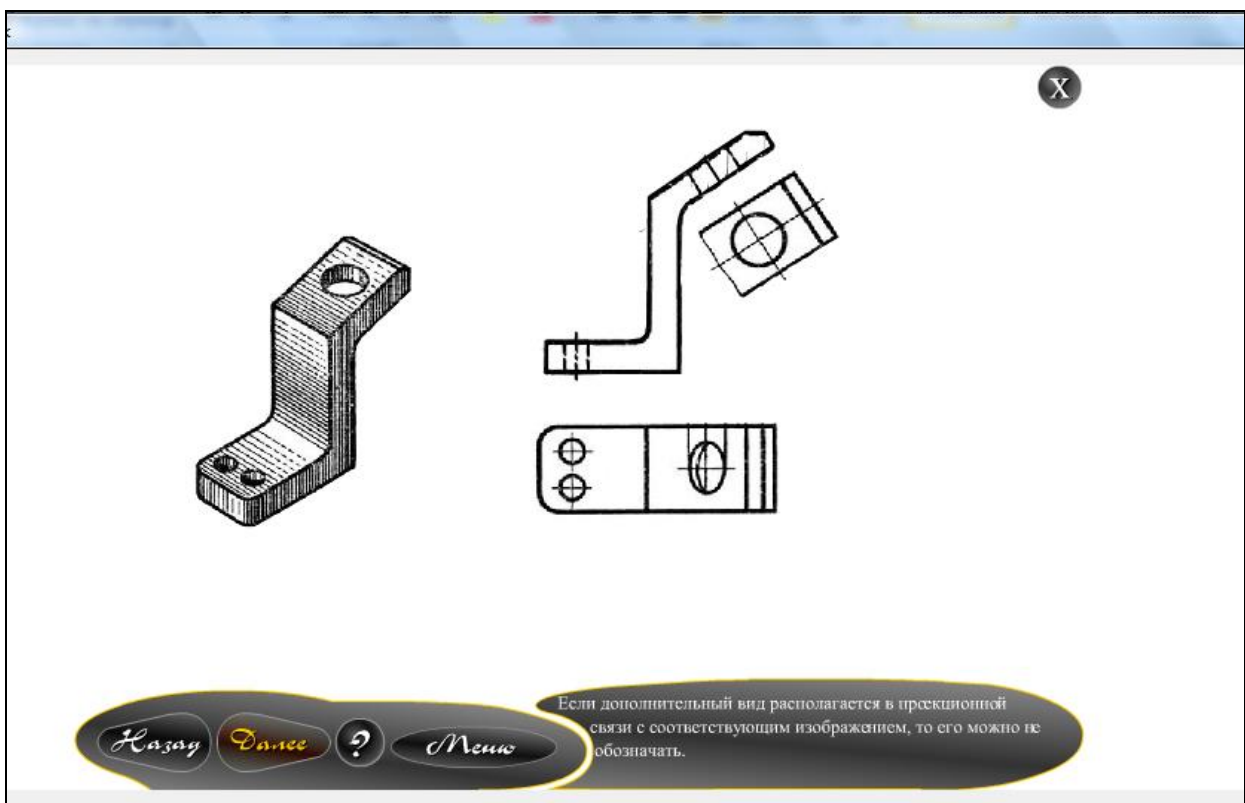 X
Назад Далее ? Меню
Если дополнительный вид располагается в проекционной
связи с соответствующим изображением, то его можно не
обозначать.